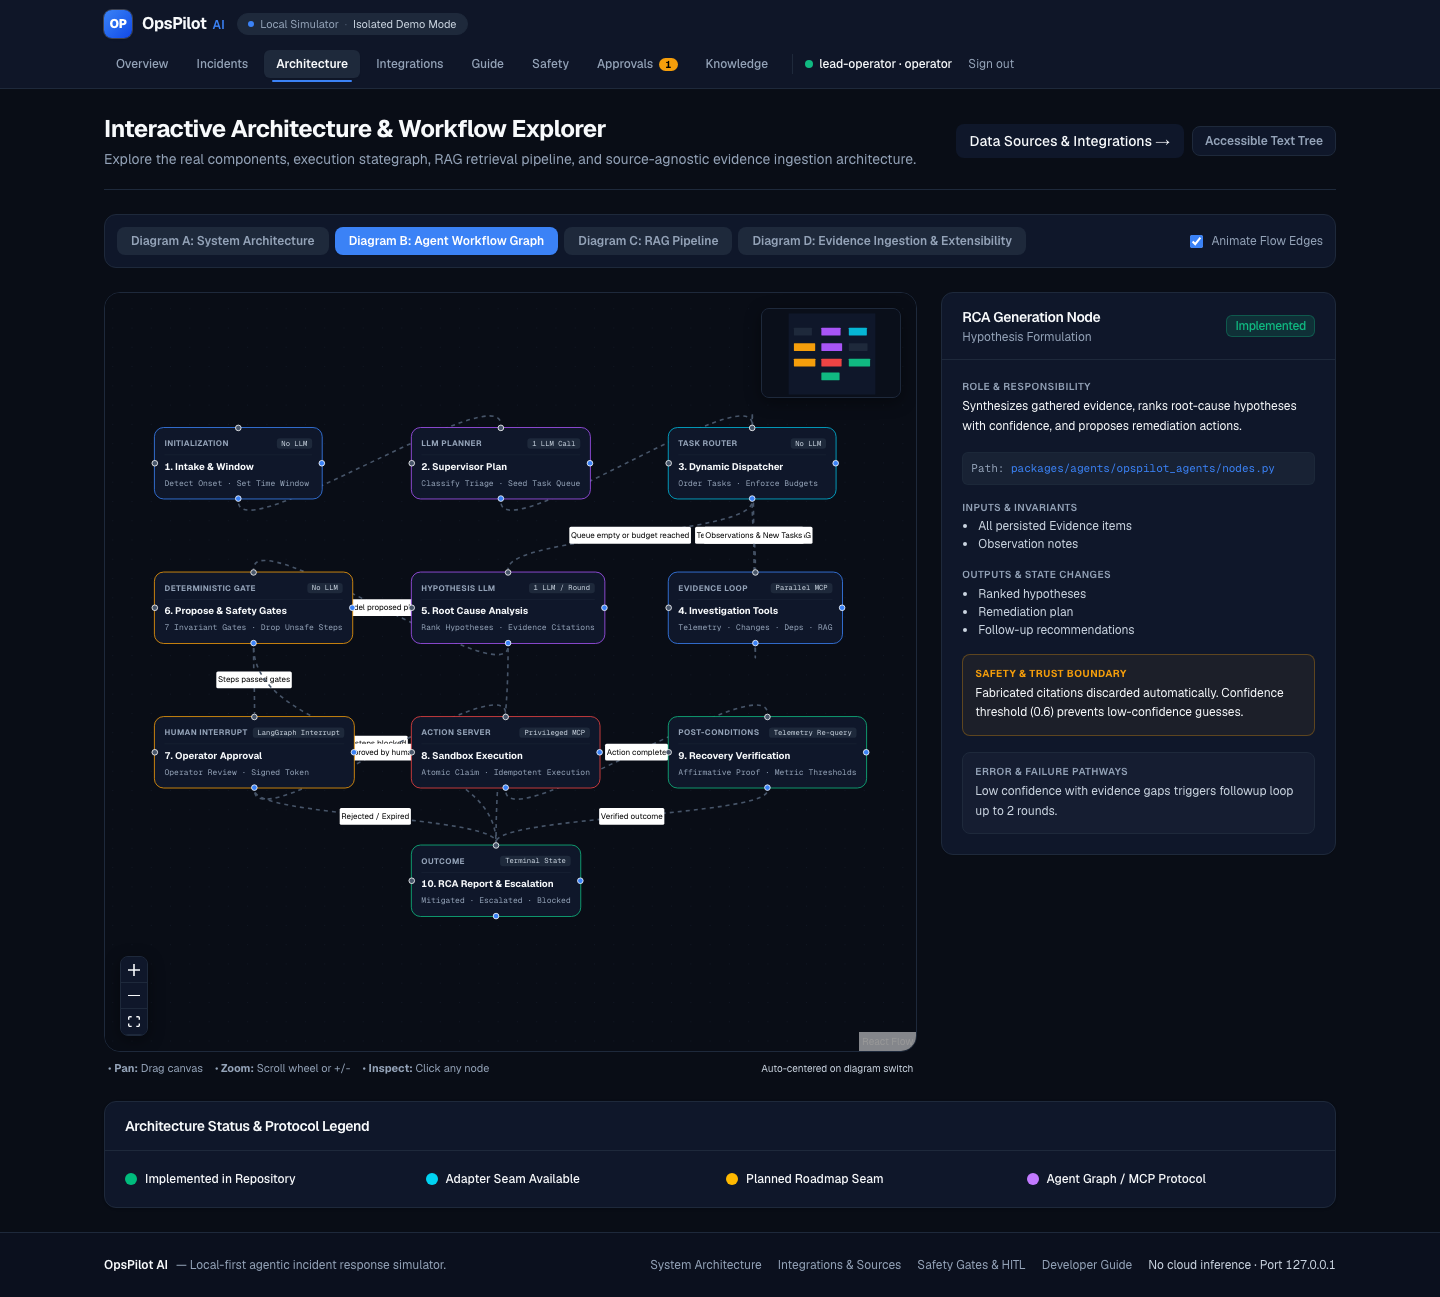 OP OpsPilot AI Local Simulator · Isolated Demo Mode
Overview Incidents Architecture Integrations Guide Safety Approvals 1 Knowledge lead-operator · operator Sign out
Interactive Architecture & Workflow Explorer
Explore the real components, execution stategraph, RAG retrieval pipeline, and source-agnostic evidence ingestion architecture.
Data Sources & Integrations → Accessible Text Tree
Diagram A: System Architecture Diagram B: Agent Workflow Graph Diagram C: RAG Pipeline Diagram D: Evidence Ingestion & Extensibility Animate Flow Edges
INITIALIZATION No LLM
1. Intake & Window
Detect Onset · Set Time Window
LLM PLANNER 1 LLM Call
2. Supervisor Plan
Classify Triage · Seed Task Queue
TASK ROUTER No LLM
3. Dynamic Dispatcher
Order Tasks · Enforce Budgets
Queue empty or budget reached Observations & New Tasks
DETERMINISTIC GATE No LLM
6. Propose & Safety Gates
7 Invariant Gates · Drop Unsafe Steps
proposed
HYPOTHESIS LLM 1 LLM / Round
5. Root Cause Analysis
Rank Hypotheses · Evidence Citations
EVIDENCE LOOP Parallel MCP
4. Investigation Tools
Telemetry · Changes · Deps · RAG
Steps passed gates
HUMAN INTERRUPT LangGraph Interrupt
7. Operator Approval
Operator Review · Signed Token
ACTION SERVER Privileged MCP
8. Sandbox Execution
Atomic Claim · Idempotent Execution
Action complete
POST-CONDITIONS Telemetry Re-query
9. Recovery Verification
Affirmative Proof · Metric Thresholds
Rejected / Expired Verified outcome
OUTCOME Terminal State
10. RCA Report & Escalation
Mitigated · Escalated · Blocked
React Flow
• Pan: Drag canvas • Zoom: Scroll wheel or +/- • Inspect: Click any node Auto-centered on diagram switch
RCA Generation Node
Hypothesis Formulation
Implemented
ROLE & RESPONSIBILITY
Synthesizes gathered evidence, ranks root-cause hypotheses
with confidence, and proposes remediation actions.
Path: packages/agents/opspilot_agents/nodes.py
INPUTS & INVARIANTS
• All persisted Evidence items
• Observation notes
OUTPUTS & STATE CHANGES
• Ranked hypotheses
• Remediation plan
• Follow-up recommendations
SAFETY & TRUST BOUNDARY
Fabricated citations discarded automatically. Confidence
threshold (0.6) prevents low-confidence guesses.
ERROR & FAILURE PATHWAYS
Low confidence with evidence gaps triggers followup loop
up to 2 rounds.
Architecture Status & Protocol Legend
Implemented in Repository Adapter Seam Available Planned Roadmap Seam Agent Graph / MCP Protocol
OpsPilot AI — Local-first agentic incident response simulator. System Architecture Integrations & Sources Safety Gates & HITL Developer Guide No cloud inference · Port 127.0.0.1